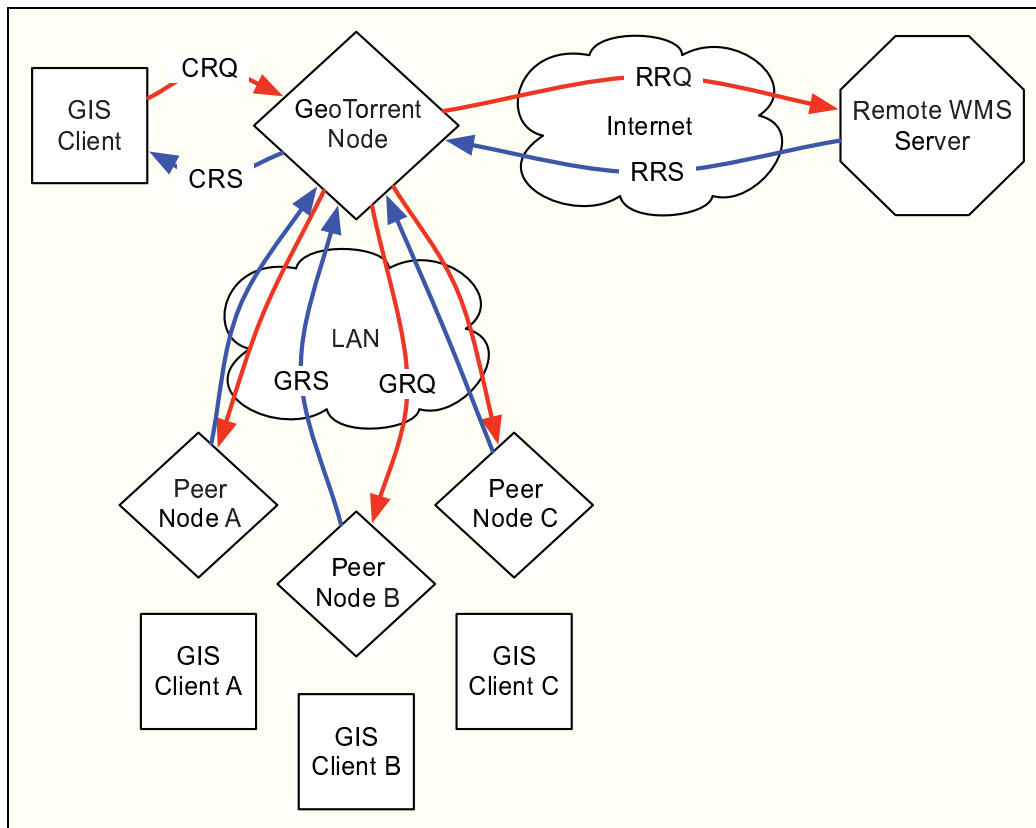 CRQ
GIS
Client
CRS
GeoTorrent
Node
RRQ
Internet
RRS
Remote WMS
Server
LAN
GRS
GRQ
Peer
Node A
Peer
Node B
Peer
Node C
GIS
Client A
GIS
Client B
GIS
Client C